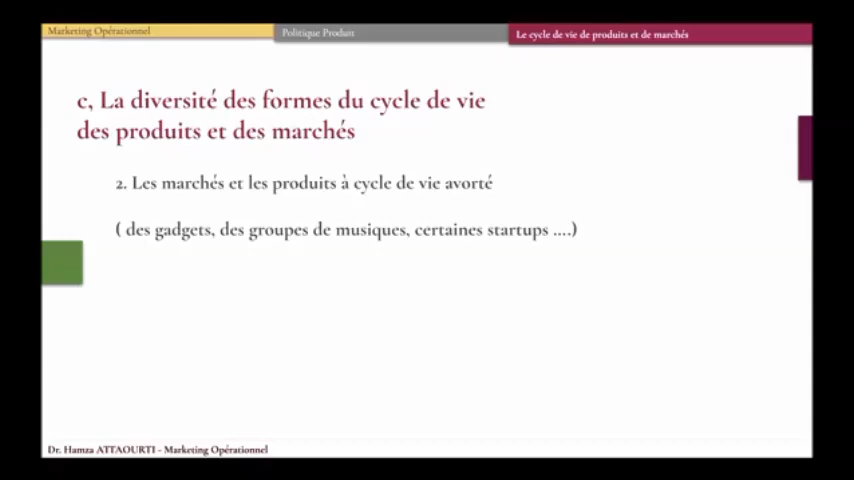 Marketing Opérationnel
Politique Produit
Le cycle de vie de produits et de marchés
c, La diversité des formes du cycle de vie
des produits et des marchés
2. Les marchés et les produits à cycle de vie avorté
( des gadgets, des groupes de musiques, certaines startups ....)
Dr. Hamza ATTAOURTI - Marketing Opérationnel